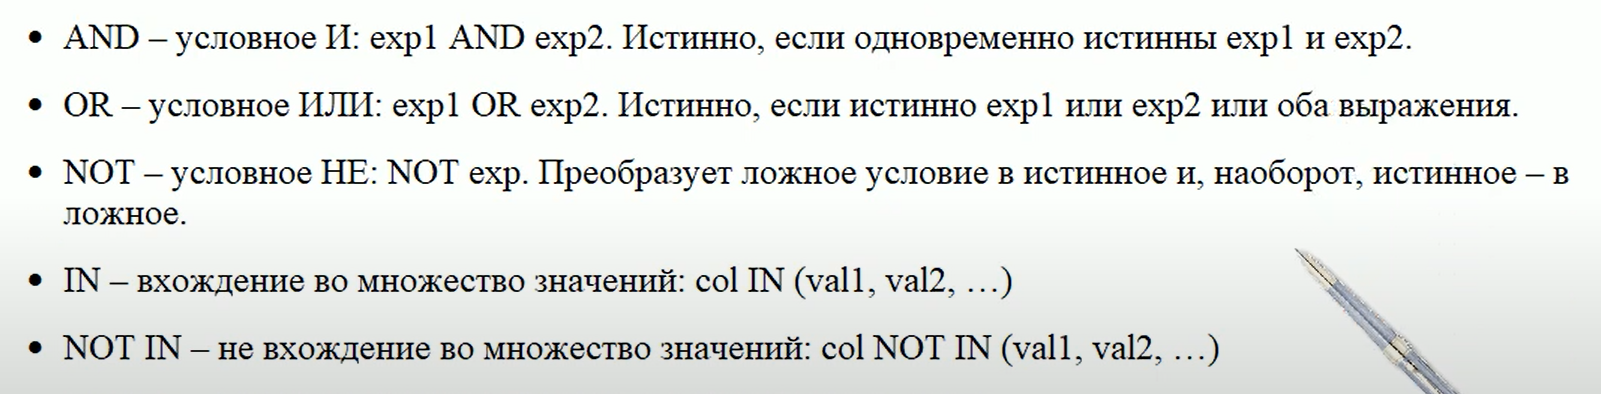 • AND – условное И: exp1 AND exp2. Истинно, если одновременно истинны exp1 и exp2.
• OR – условное ИЛИ: exp1 OR exp2. Истинно, если истинно exp1 или exp2 или оба выражения.
• NOT – условное НЕ: NOT exp. Преобразует ложное условие в истинное и, наоборот, истинное – в
ложное.
• IN – вхождение во множество значений: col IN (val1, val2, …)
• NOT IN – не вхождение во множество значений: col NOT IN (val1, val2, …)